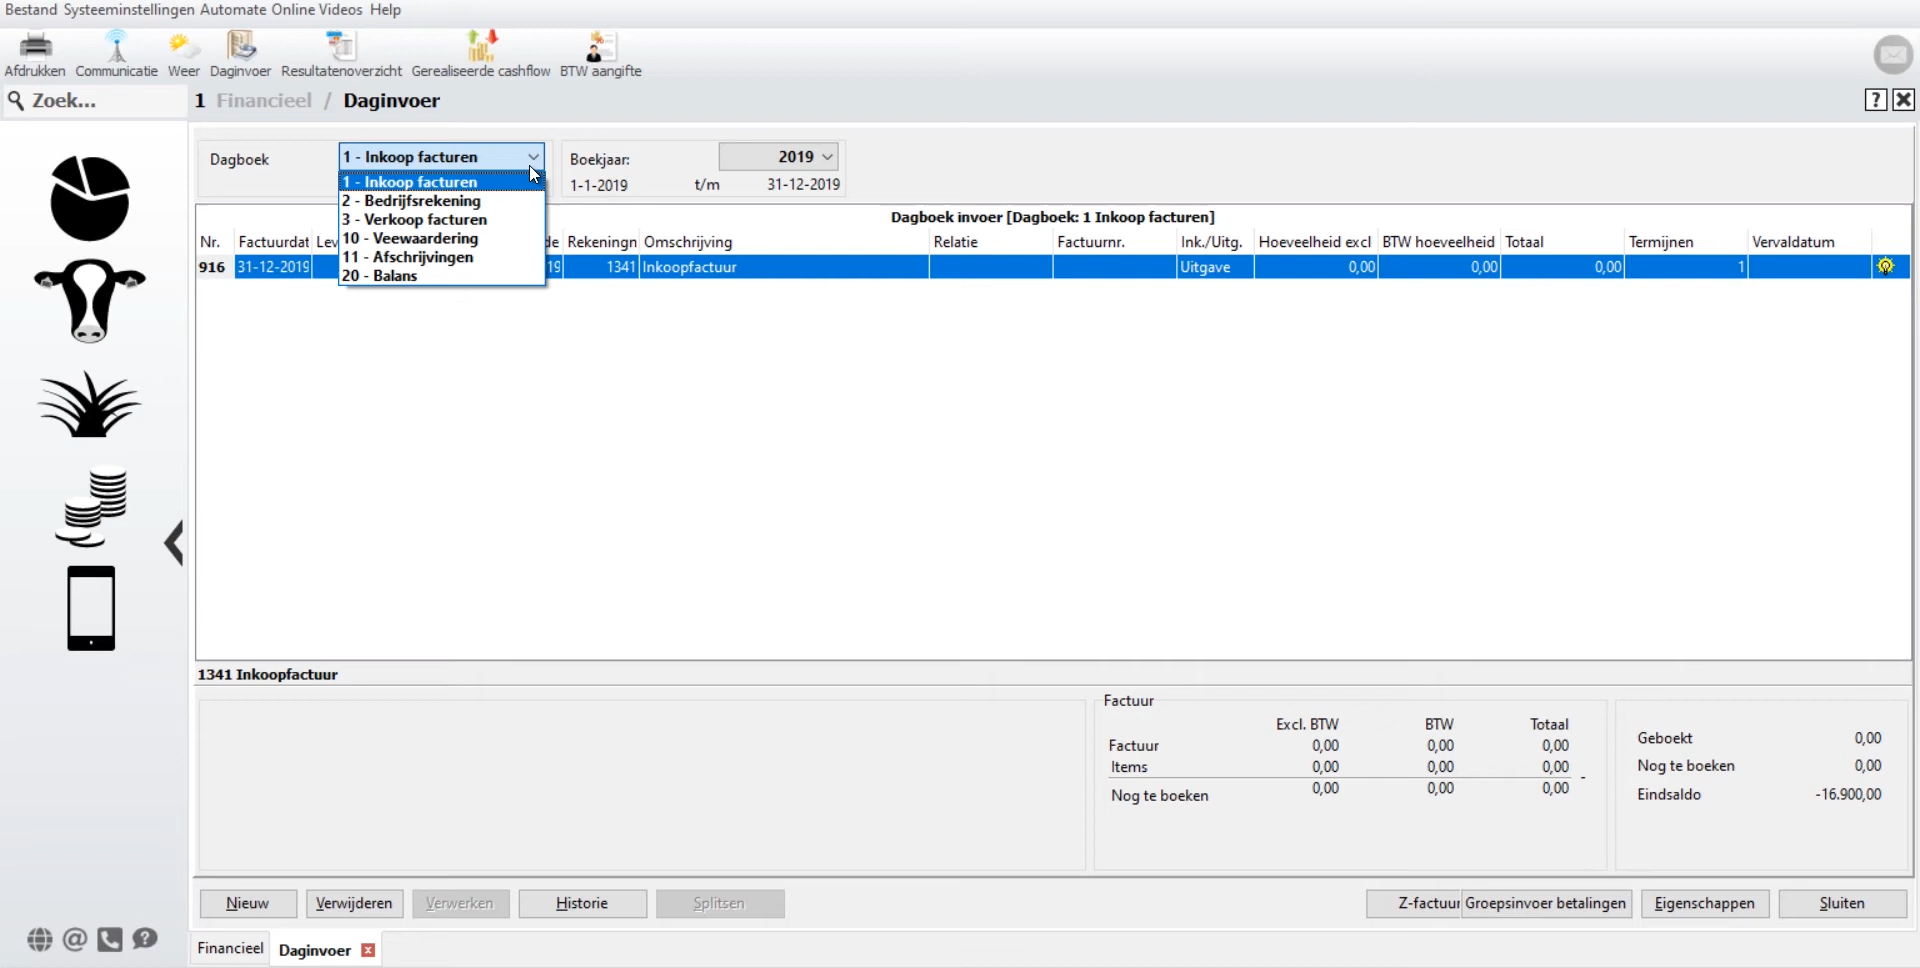 Bestand Systeeminstellingen Automate Online Videos Help
Afdrukken Communicatie Weer Daginvoer Resultatenoverzicht Gerealiseerde cashflow BTW aangifte
Zoek... 1 Financieel / Daginvoer ?
Dagboek 1 - Inkoop facturen Boekjaar: 2019
1 - Inkoop facturen 1-1-2019 t/m 31-12-2019
2 - Bedrijfsrekening
3 - Verkoop facturen Dagboek invoer [Dagboek: 1 Inkoop facturen]
Nr. Factuurdat Lev 10 - Veewaardering de Rekeningn Omschrijving Relatie Factuurnr. Ink./Uitg. Hoeveelheid excl BTW hoeveelheid Totaal Termijnen Vervaldatum
916 31-12-2019 11 - Afschrijvingen 19 1341 Inkoopfactuur Uitgave 0,00 0,00 0,00 1
20 - Balans
1341 Inkoopfactuur
Factuur
Excl. BTW BTW Totaal
Factuur 0,00 0,00 0,00 Geboekt 0,00
Items 0,00 0,00 0,00 - Nog te boeken 0,00
Nog te boeken 0,00 0,00 0,00 Eindsaldo -16.900,00
Nieuw Verwijderen Verwerken Historie Splitsen Z-factuur Groepsinvoer betalingen Eigenschappen Sluiten
Financieel Daginvoer